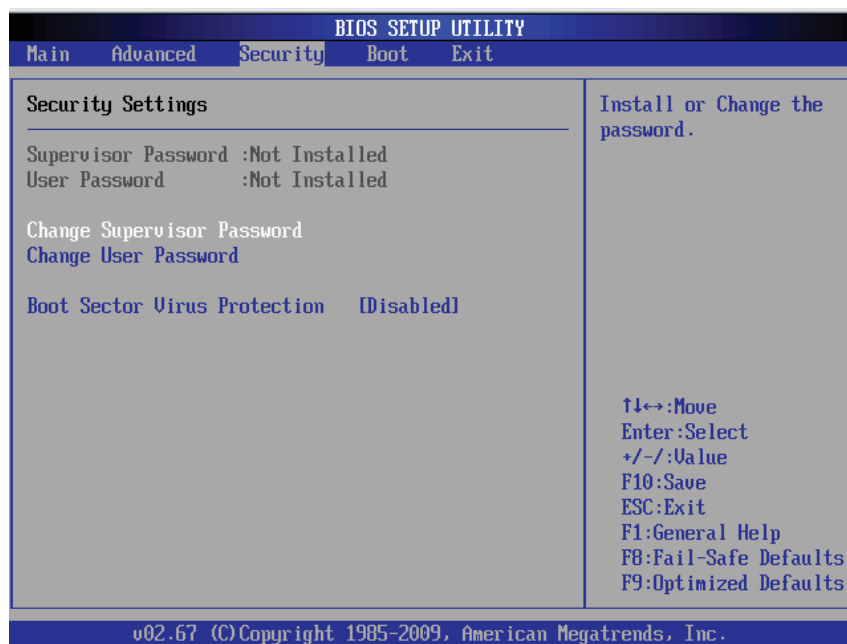 BIOS SETUP UTILITY
Main Advanced Security Boot Exit
Security Settings
Supervisor Password :Not Installed
User Password :Not Installed
Change Supervisor Password
Change User Password
Boot Sector Virus Protection [Disabled]
Install or Change the
password.
↑↓←→:Move
Enter:Select
+/-/:Value
F10:Save
ESC:Exit
F1:General Help
F8:Fail-Safe Defaults
F9:Optimized Defaults
v02.67 (C)Copyright 1985-2009, American Megatrends, Inc.